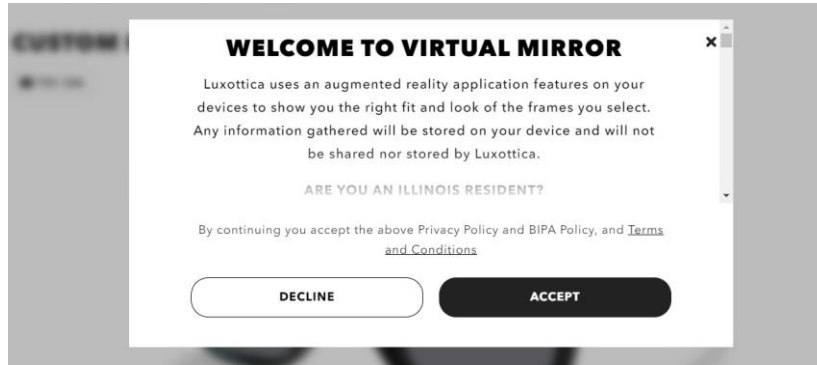 CUSTOM
WELCOME TO VIRTUAL MIRROR
Luxottica uses an augmented reality application features on your
devices to show you the right fit and look of the frames you select.
Any information gathered will be stored on your device and will not
be shared nor stored by Luxottica.
ARE YOU AN ILLINOIS RESIDENT?
By continuing you accept the above Privacy Policy and BIPA Policy, and Terms
and Conditions
DECLINE
ACCEPT